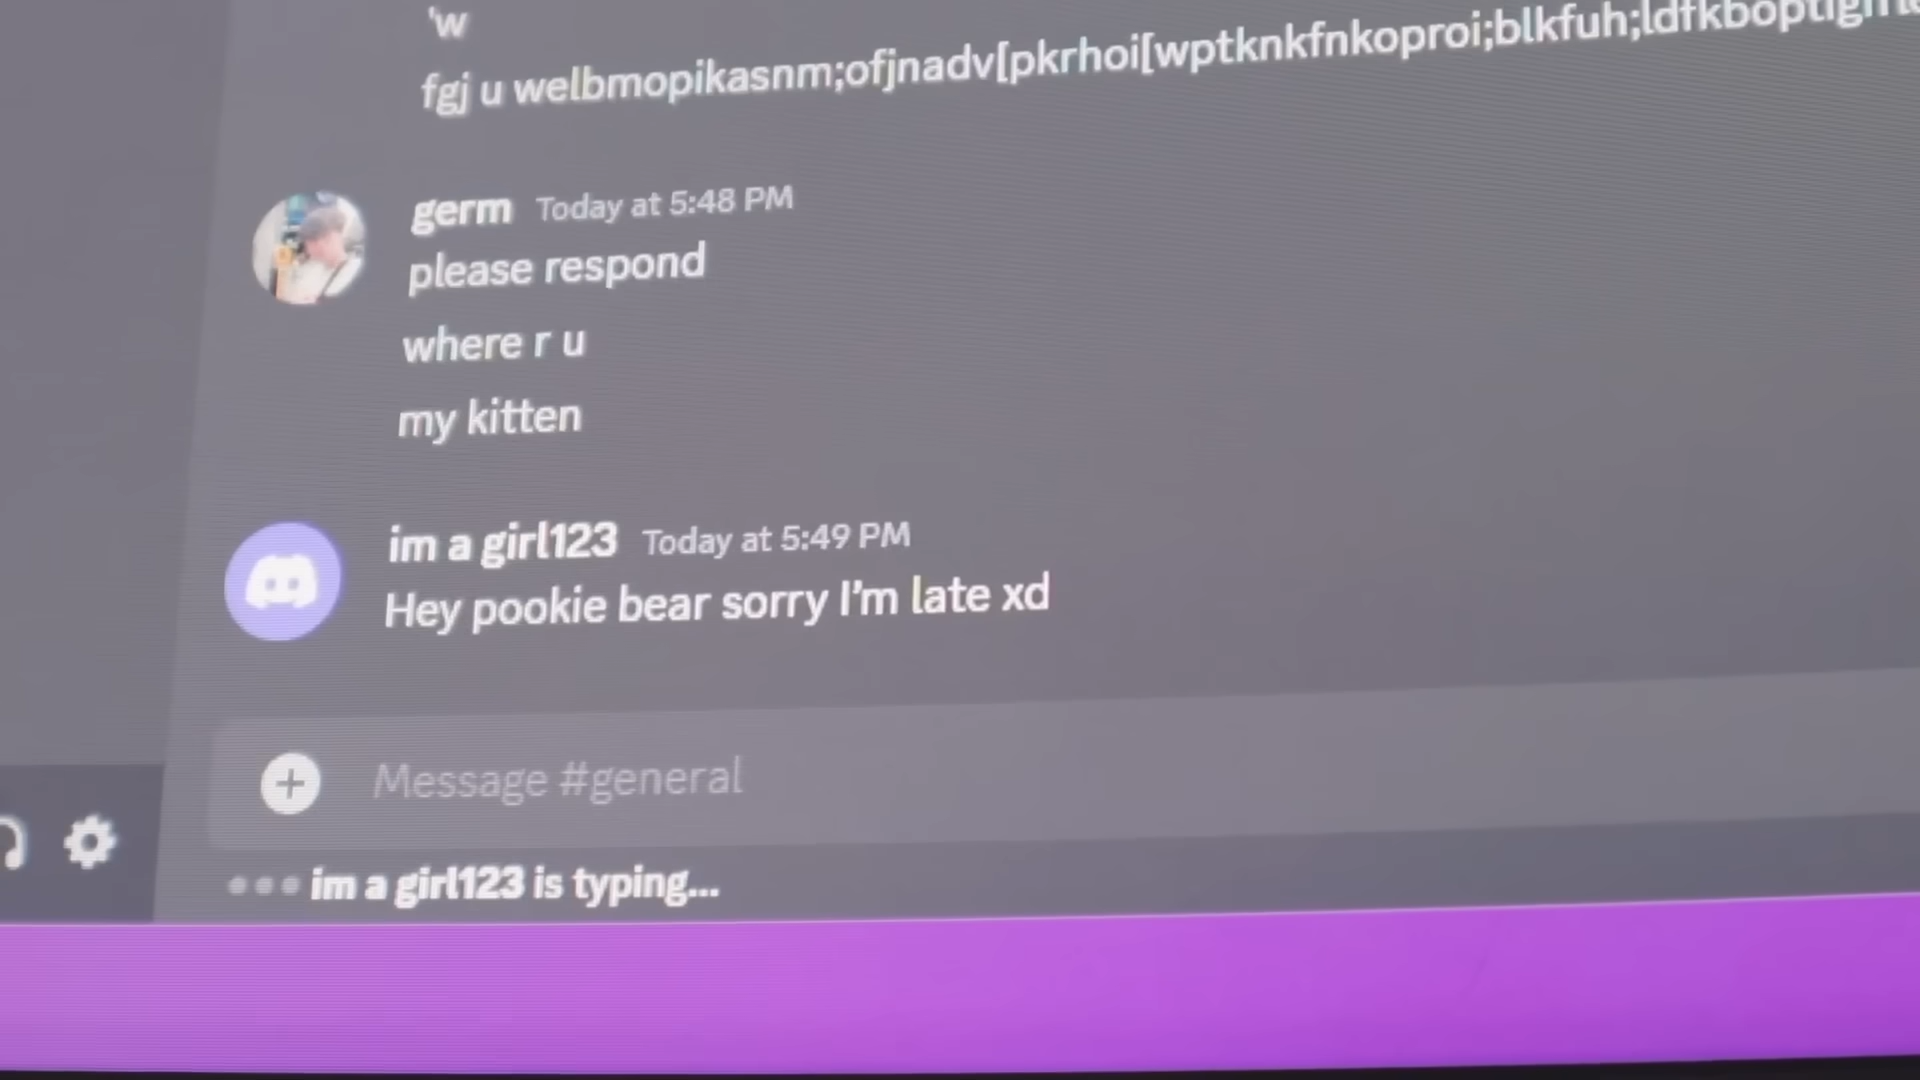 'w
fgj u welbmopikasnm;ofjnadv[pkrhoi[wptknkfnkoproi;blkfuh;ldfkboptigh
germ Today at 5:48 PM
please respond
where r u
my kitten
im a girl123 Today at 5:49 PM
Hey pookie bear sorry I'm late xd
Message #general
im a girl123 is typing...